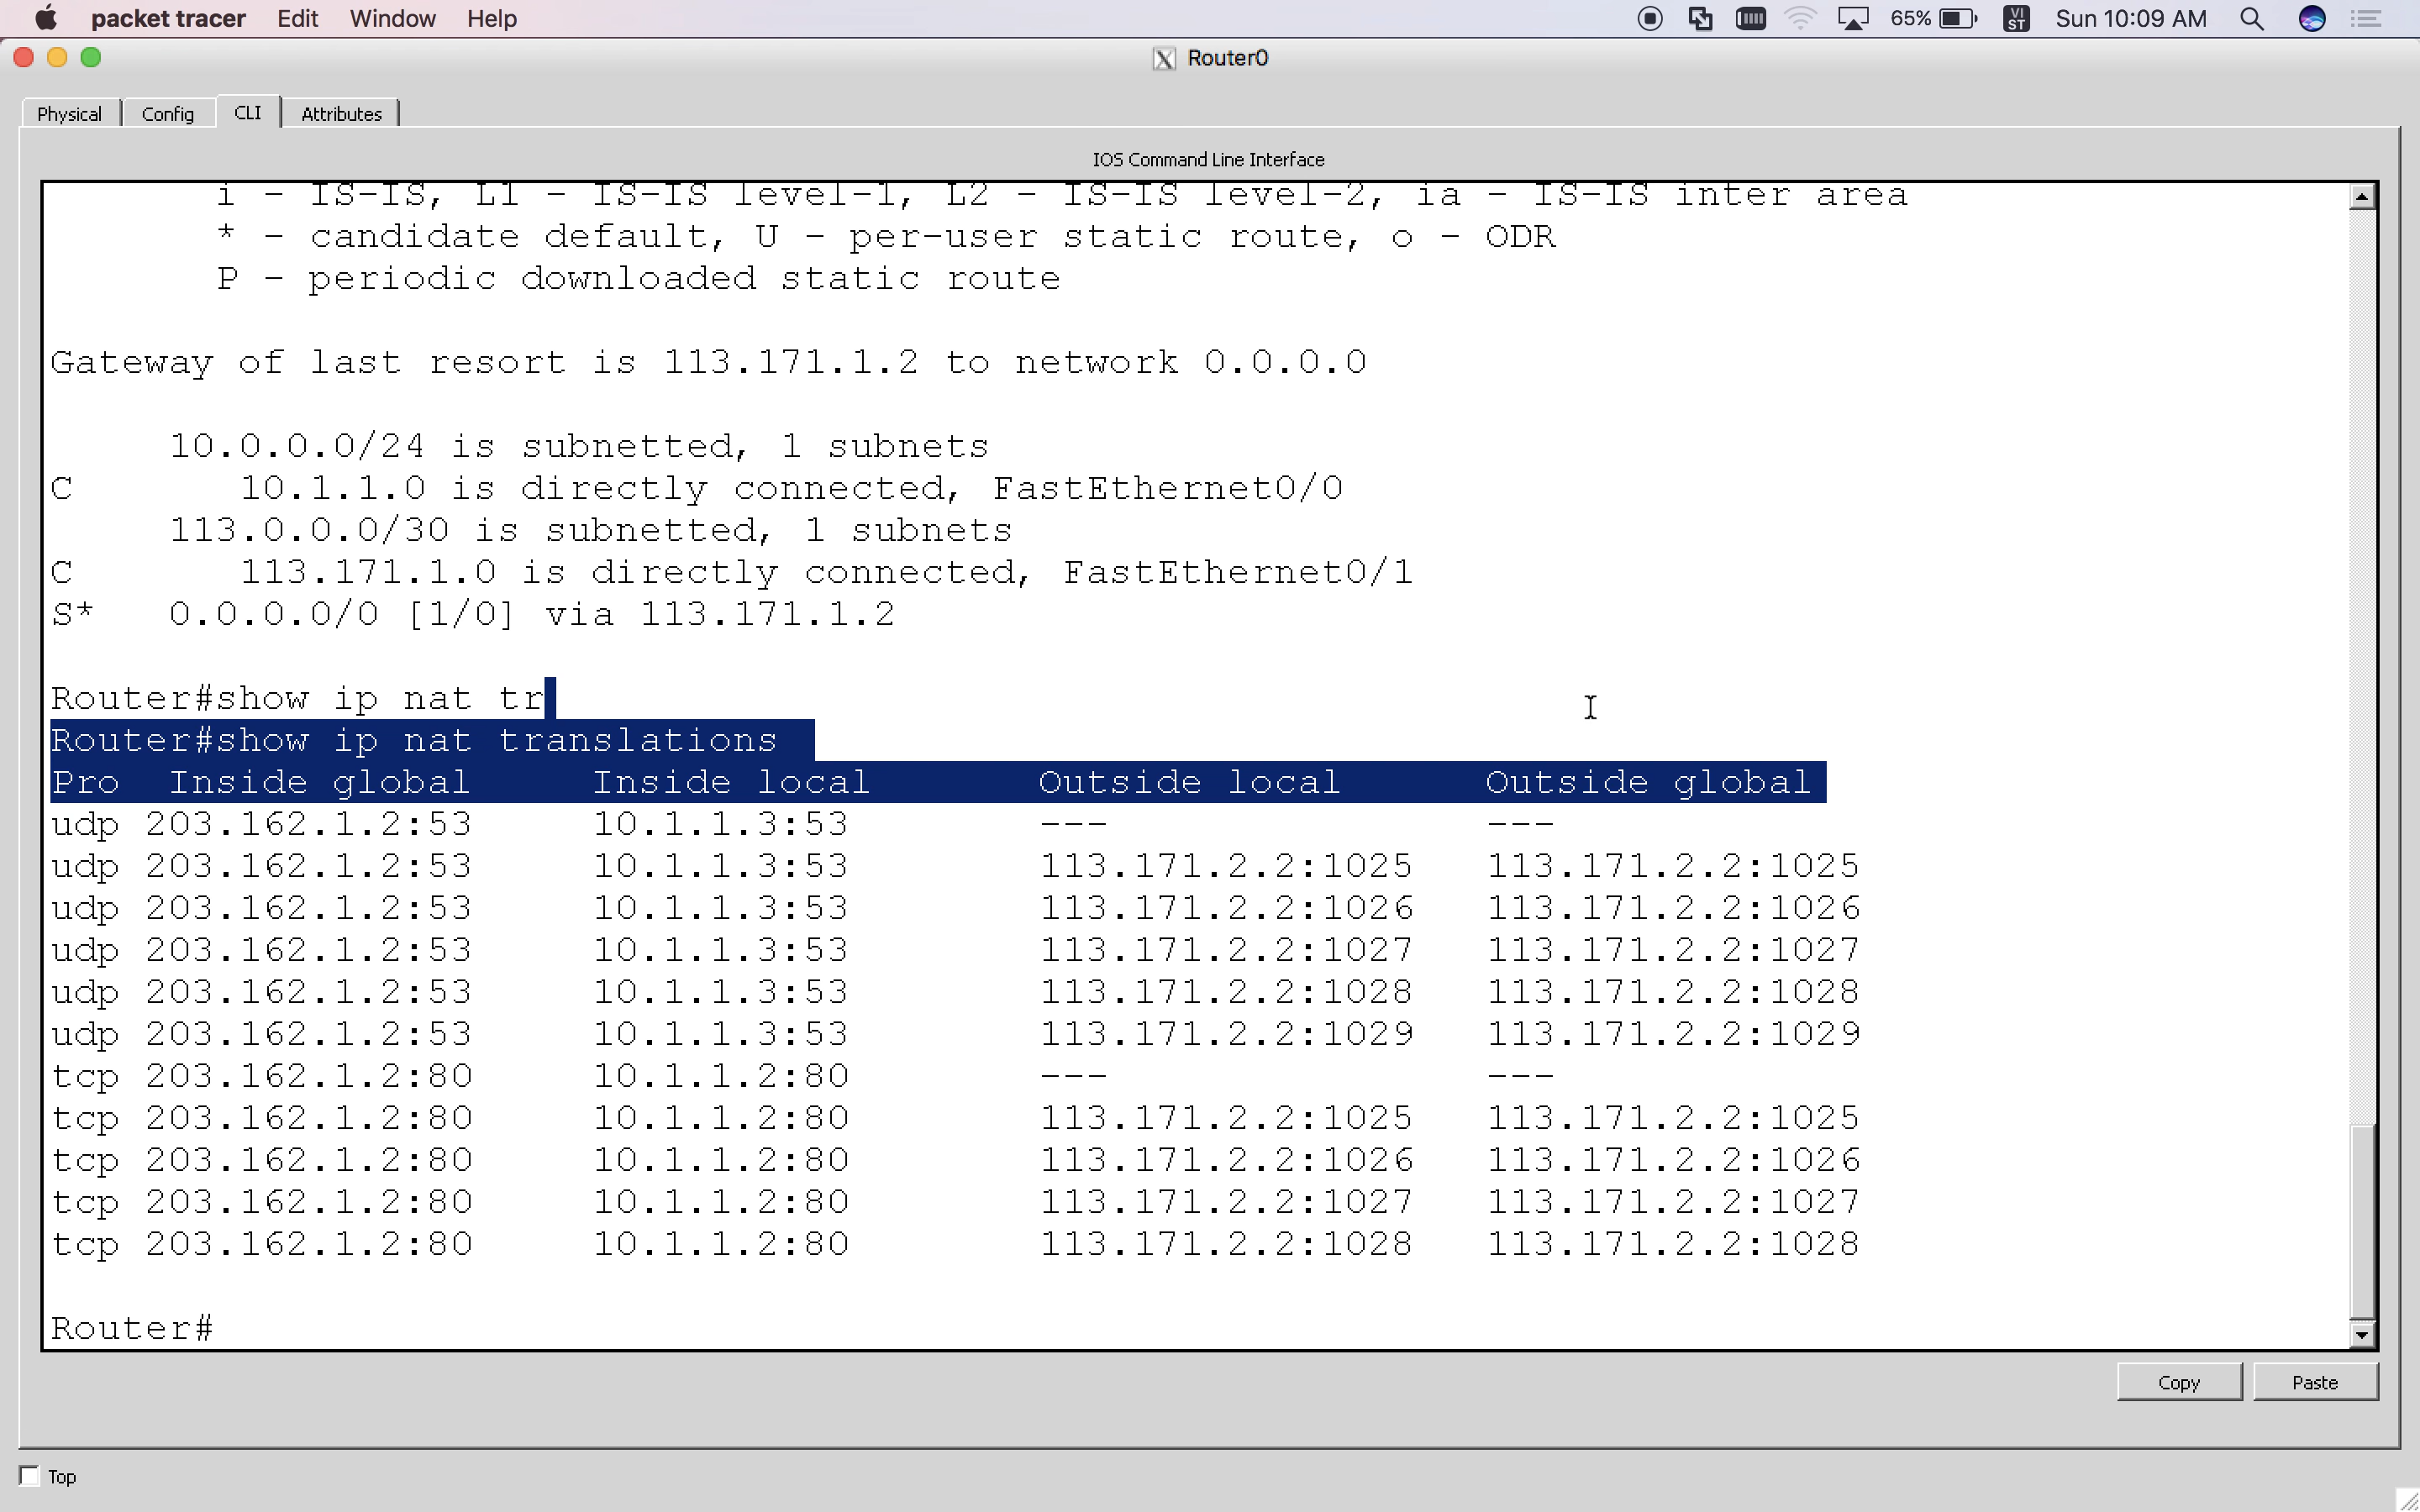 packet tracer Edit Window Help 65% VI ST Sun 10:09 AM
X Router0
Physical Config CLI Attributes
IOS Command Line Interface
i - IS-IS, L1 - IS-IS level-1, L2 - IS-IS level-2, ia - IS-IS inter area
* - candidate default, U - per-user static route, o - ODR
P - periodic downloaded static route
Gateway of last resort is 113.171.1.2 to network 0.0.0.0
10.0.0.0/24 is subnetted, 1 subnets
C 10.1.1.0 is directly connected, FastEthernet0/0
113.0.0.0/30 is subnetted, 1 subnets
C 113.171.1.0 is directly connected, FastEthernet0/1
S* 0.0.0.0/0 [1/0] via 113.171.1.2
Router#show ip nat tr
Router#show ip nat translations
Pro Inside global Inside local Outside local Outside global
udp 203.162.1.2:53 10.1.1.3:53 --- ---
udp 203.162.1.2:53 10.1.1.3:53 113.171.2.2:1025 113.171.2.2:1025
udp 203.162.1.2:53 10.1.1.3:53 113.171.2.2:1026 113.171.2.2:1026
udp 203.162.1.2:53 10.1.1.3:53 113.171.2.2:1027 113.171.2.2:1027
udp 203.162.1.2:53 10.1.1.3:53 113.171.2.2:1028 113.171.2.2:1028
udp 203.162.1.2:53 10.1.1.3:53 113.171.2.2:1029 113.171.2.2:1029
tcp 203.162.1.2:80 10.1.1.2:80 --- ---
tcp 203.162.1.2:80 10.1.1.2:80 113.171.2.2:1025 113.171.2.2:1025
tcp 203.162.1.2:80 10.1.1.2:80 113.171.2.2:1026 113.171.2.2:1026
tcp 203.162.1.2:80 10.1.1.2:80 113.171.2.2:1027 113.171.2.2:1027
tcp 203.162.1.2:80 10.1.1.2:80 113.171.2.2:1028 113.171.2.2:1028
Router#
Copy Paste
Top